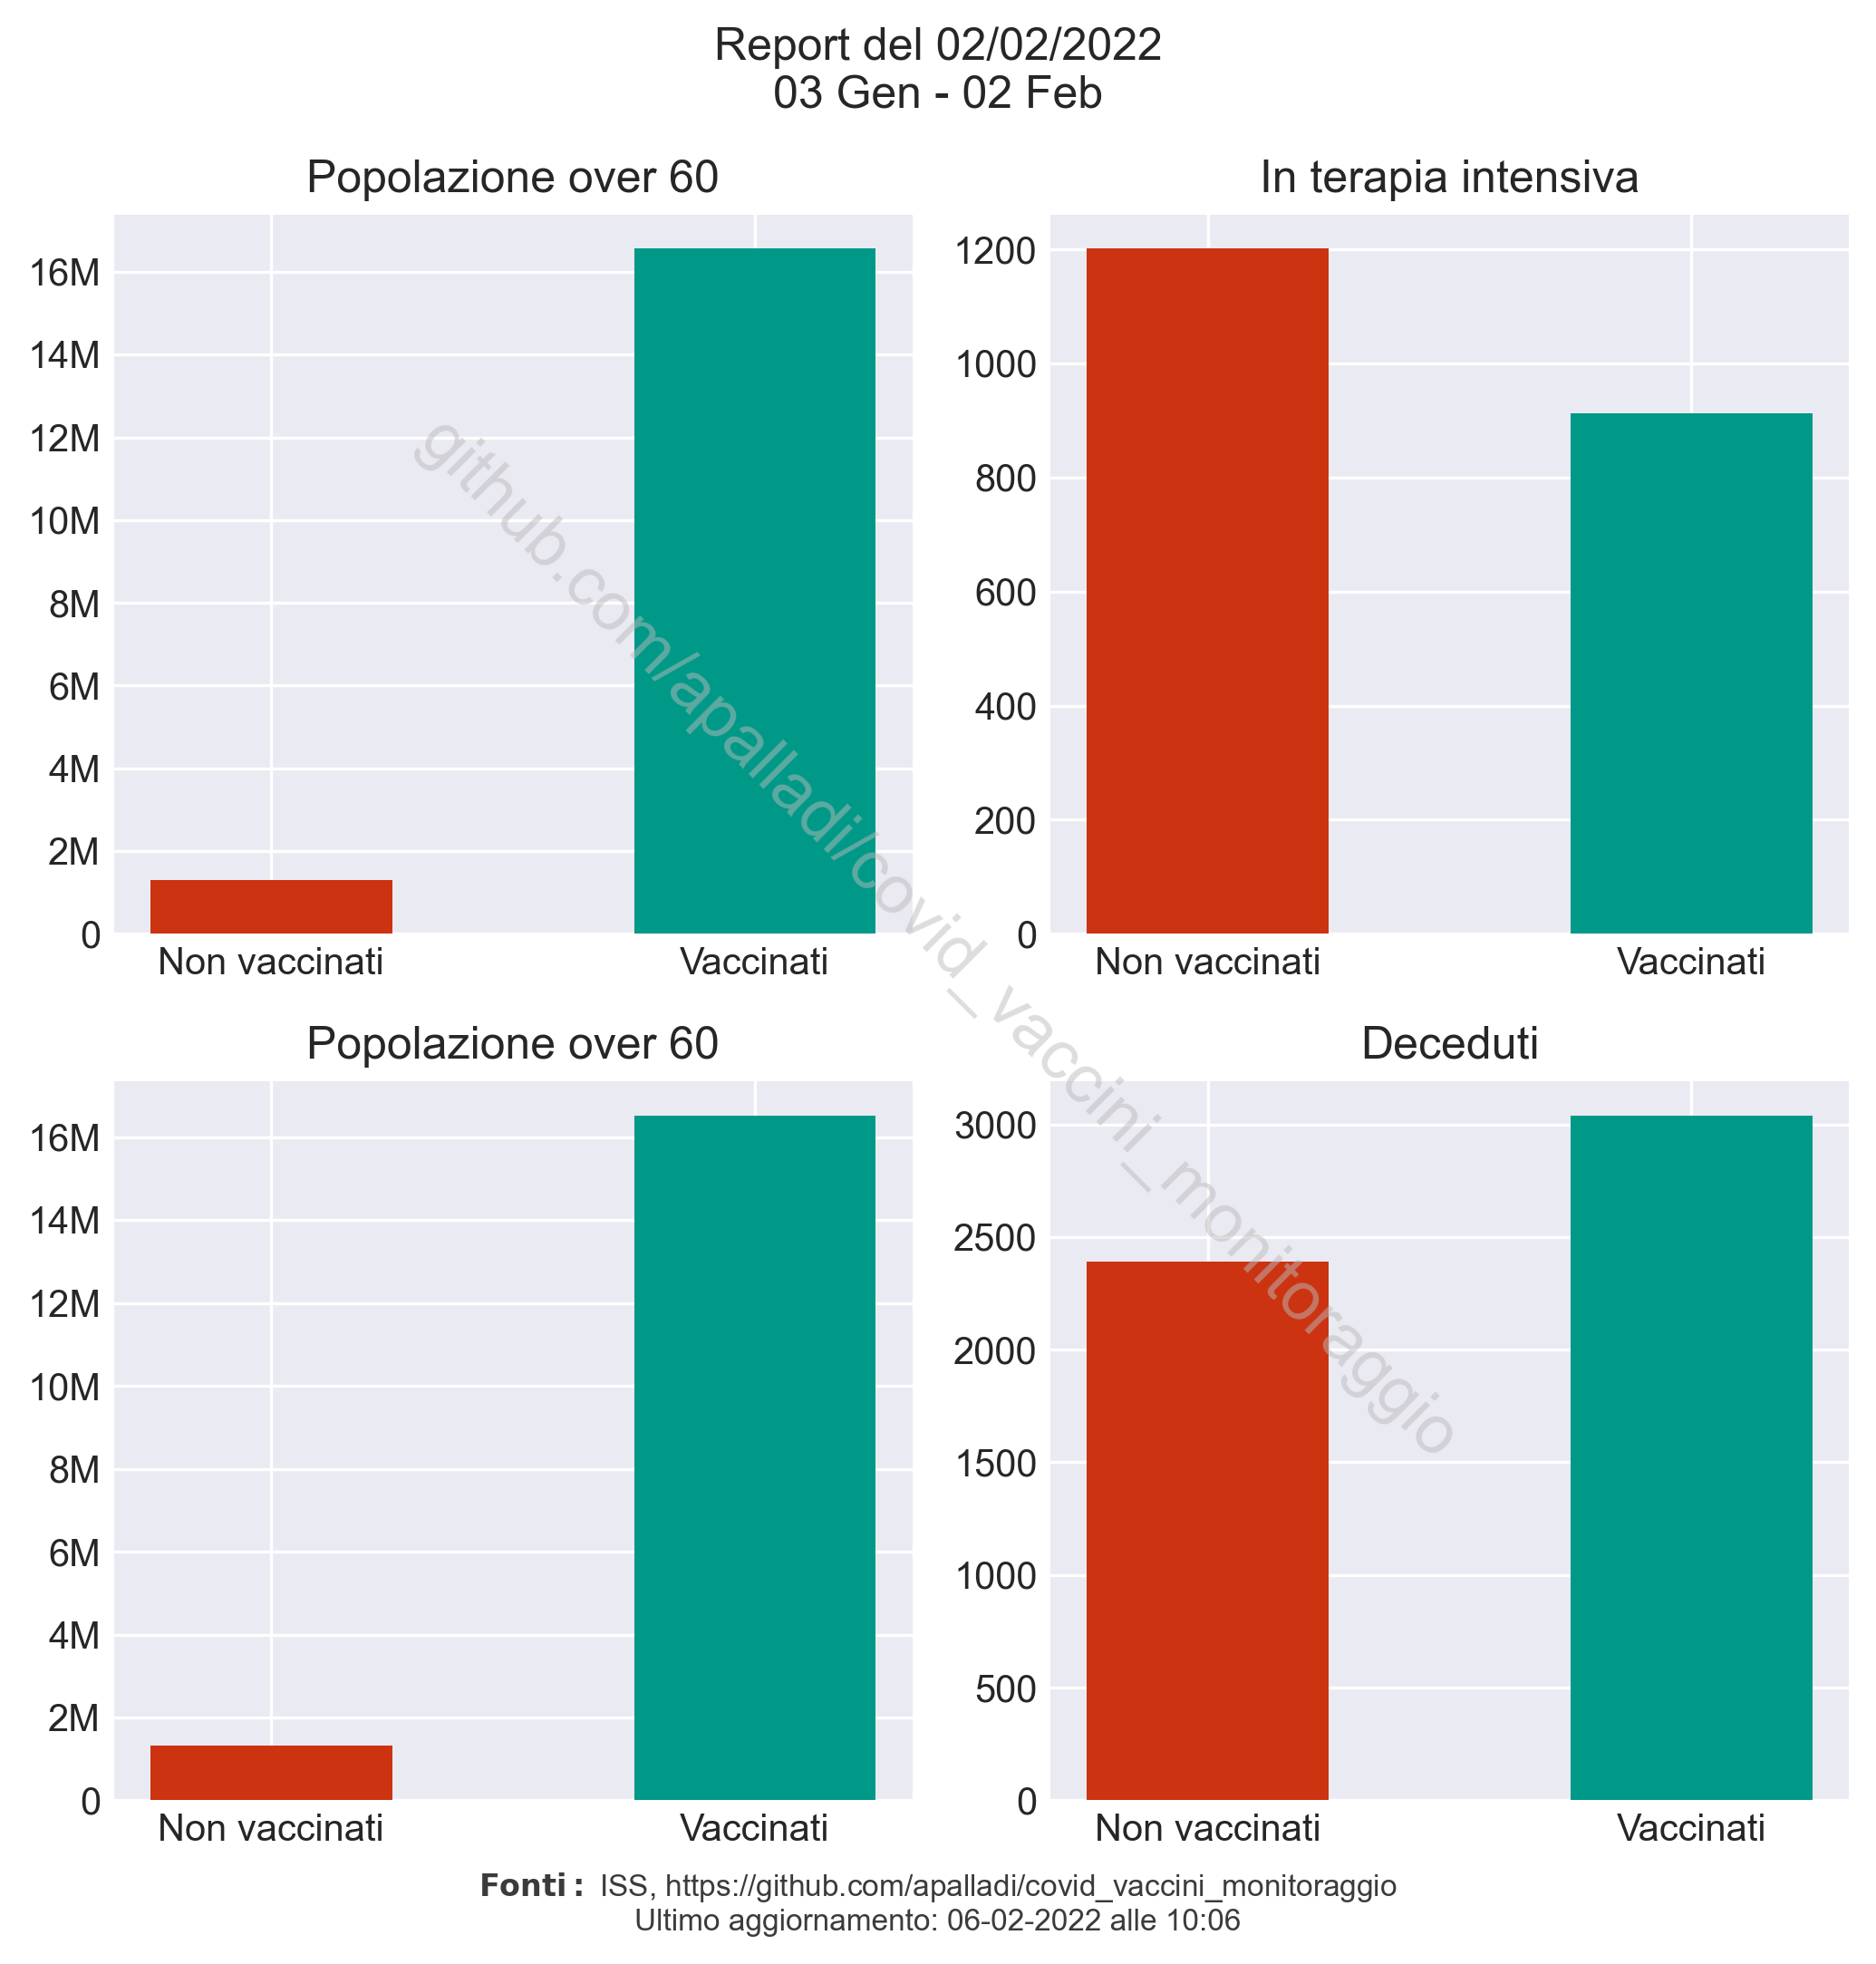 Report del 02/02/2022
03 Gen - 02 Feb
Popolazione over 60
16M
14M
12M
10M
8M
6M
4M
2M
0
Non vaccinati
Vaccinati
In terapia intensiva
1200
1000
800
600
400
200
0
Non vaccinati
Vaccinati
Popolazione over 60
16M
14M
12M
10M
8M
6M
4M
2M
0
Non vaccinati
Vaccinati
Deceduti
3000
2500
2000
1500
1000
500
0
Non vaccinati
Vaccinati
github.com/apalladi/covid_vaccini_monitoraggio
Fonti: ISS, https://github.com/apalladi/covid_vaccini_monitoraggio
Ultimo aggiornamento: 06-02-2022 alle 10:06